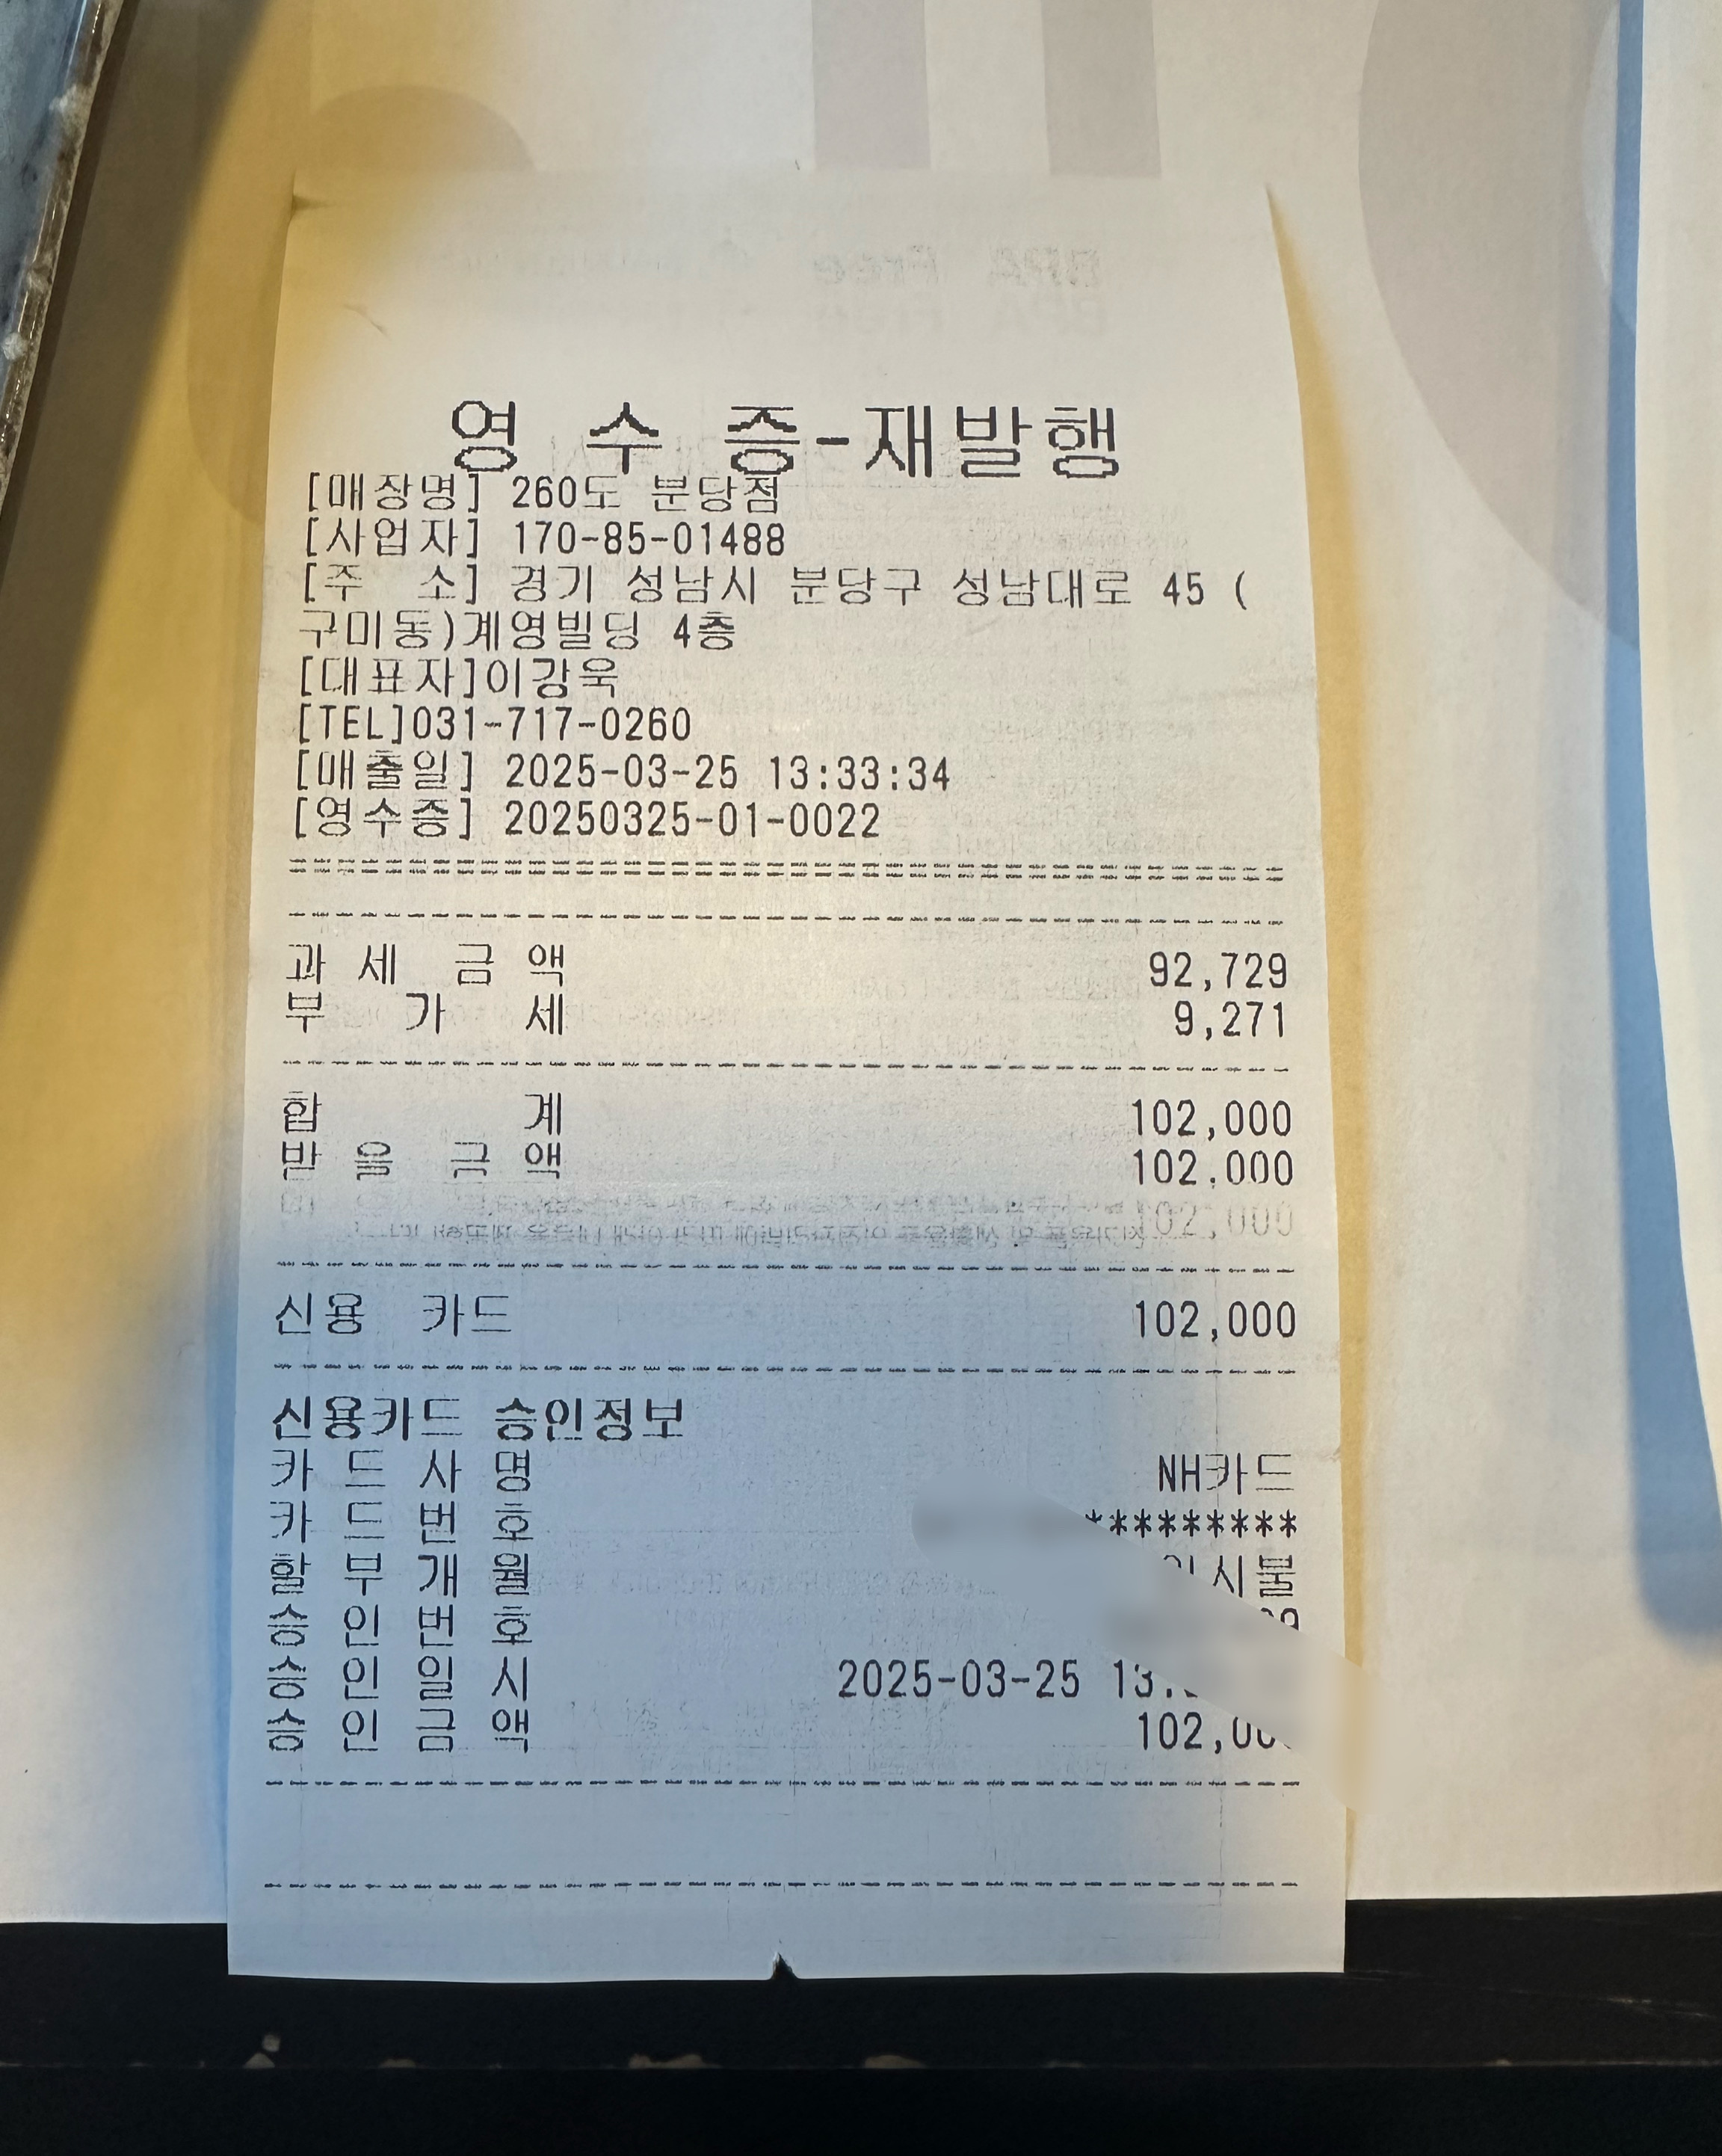 영 수 증-재발행
[매장명] 260도 분당점
[사업자] 170-85-01488
[주 소] 경기 성남시 분당구 성남대로 45 (
구미동)계영빌딩 4층
[대표자]이강욱
[TEL]031-717-0260
[매출일] 2025-03-25 13:33:34
[영수증] 20250325-01-0022
과 세 금 액 92,729
부 가 세 9,271
합 계 102,000
받 을 금 액 102,000
102,000
신용 카드 102,000
신용카드 승인정보
카 드 사 명 NH카드
카 드 번 호 *********
할 부 개 월 일시불
승 인 번 호
승 인 일 시 2025-03-25
승 인 금 액